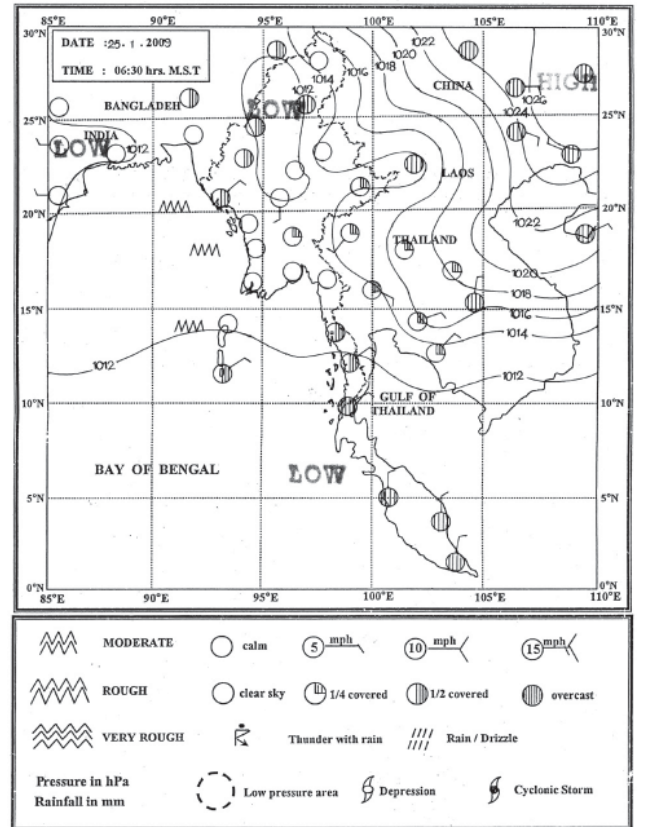 30°N 85°E 90°E 95°E 100°E 105°E 110°E 30°N
DATE :25.1.2009
TIME : 06:30 hrs. M.S.T
1022
1020
1018
1016
1014
1012
CHINA
HIGH
1026
1024
BANGLADESH
LOW
25°N 25°N
INDIA
LOW
1012
LAOS
20°N 20°N
1022
THAILAND
1020
1018
1016
15°N 15°N
1014
1012
1012
10°N 10°N
GULF OF
THAILAND
BAY OF BENGAL
LOW
5°N 5°N
0°N 0°N
85°E 90°E 95°E 100°E 105°E 110°E
MODERATE calm 5 mph 10 mph 15 mph
ROUGH clear sky 1/4 covered 1/2 covered overcast
VERY ROUGH Thunder with rain Rain / Drizzle
Pressure in hPa
Rainfall in mm
Low pressure area Depression Cyclonic Storm